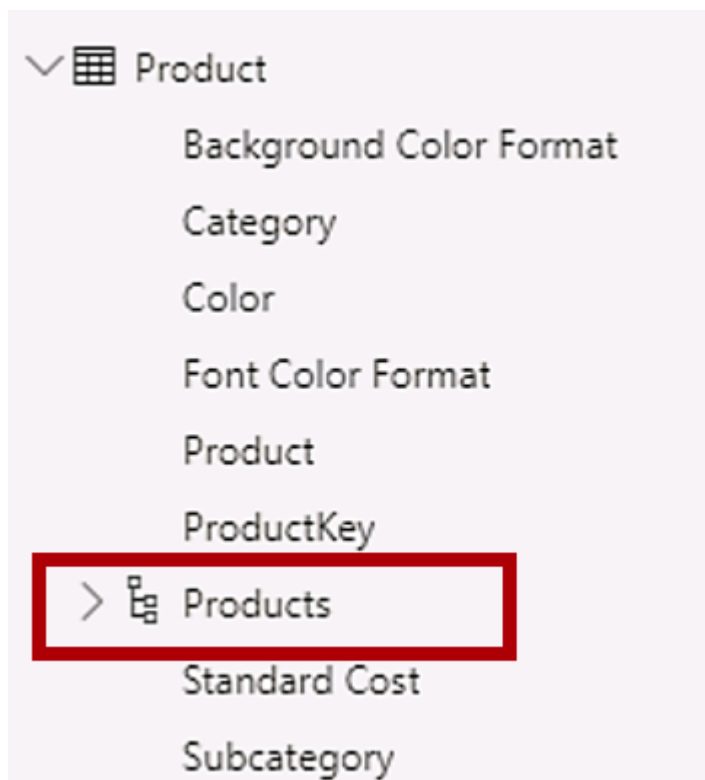 Product
Background Color Format
Category
Color
Font Color Format
Product
ProductKey
Products
Standard Cost
Subcategory